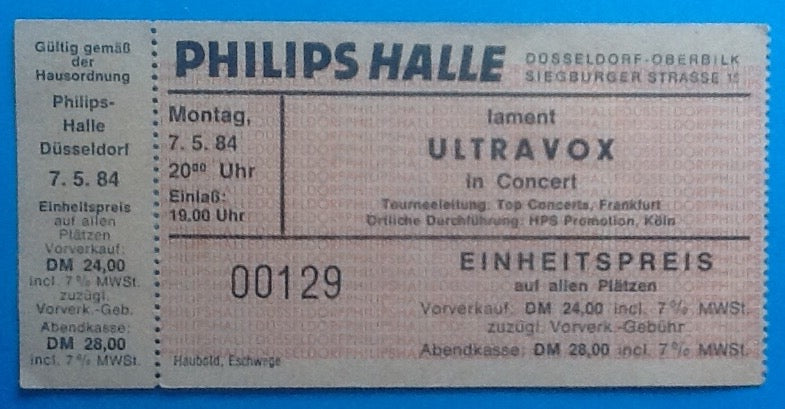 Gültig gemäß
der
Hausordnung
Philips-
Halle
Düsseldorf
7. 5. 84
Einheitspreis
auf allen
Plätzen
Vorverkauf:
DM 24,00
incl. 7% MWSt.
zuzügl.
Vorverk.-Geb.
Abendkasse:
DM 28,00
incl. 7% MWSt.
PHILIPS HALLE
DÜSSELDORF-OBERBILK
SIEGBURGER STRASSE 15
Montag,
7. 5. 84
20⁰⁰ Uhr
Einlaß:
19.00 Uhr
lament
ULTRAVOX
in Concert
Tourneeleitung: Top Concerts, Frankfurt
Örtliche Durchführung: HPS Promotion, Köln
00129
EINHEITSPREIS
auf allen Plätzen
Vorverkauf: DM 24,00 incl. 7% MWSt.
zuzügl. Vorverk.-Gebühr
Abendkasse: DM 28,00 incl. 7% MWSt.
Haubold, Eschwege